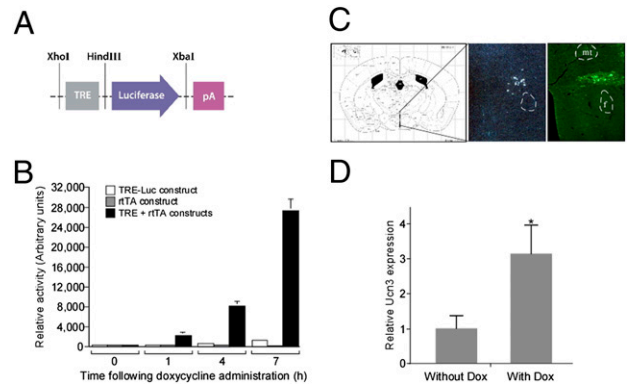 A
XhoI HindIII XbaI
TRE Luciferase pA
B
Relative activity (Arbitrary units)
32,000
28,000
24,000
20,000
16,000
12,000
8,000
4,000
0
TRE-Luc construct
rtTA construct
TRE + rtTA constructs
0 1 4 7
Time following doxycycline administration (h)
C
mt
f
D
Relative Ucn3 expression
4
3
2
1
0
*
Without Dox With Dox